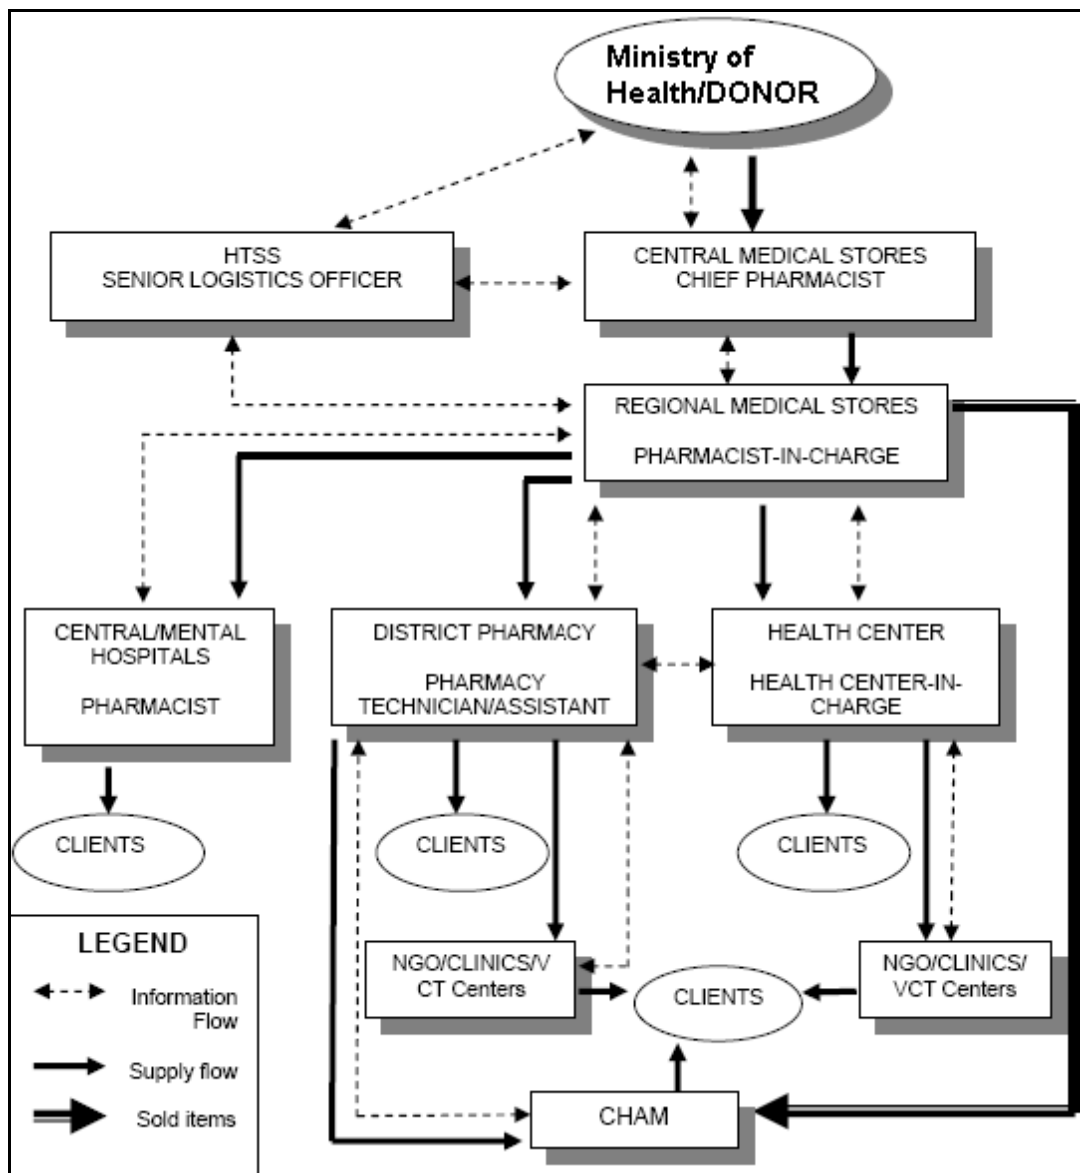 Ministry of
Health/DONOR
HTSS
SENIOR LOGISTICS OFFICER
CENTRAL MEDICAL STORES
CHIEF PHARMACIST
REGIONAL MEDICAL STORES
PHARMACIST-IN-CHARGE
CENTRAL/MENTAL
HOSPITALS
PHARMACIST
DISTRICT PHARMACY
PHARMACY
TECHNICIAN/ASSISTANT
HEALTH CENTER
HEALTH CENTER-IN-
CHARGE
CLIENTS
CLIENTS
CLIENTS
NGO/CLINICS/V
CT Centers
CLIENTS
NGO/CLINICS/
VCT Centers
CHAM
LEGEND
Information
Flow
Supply flow
Sold items